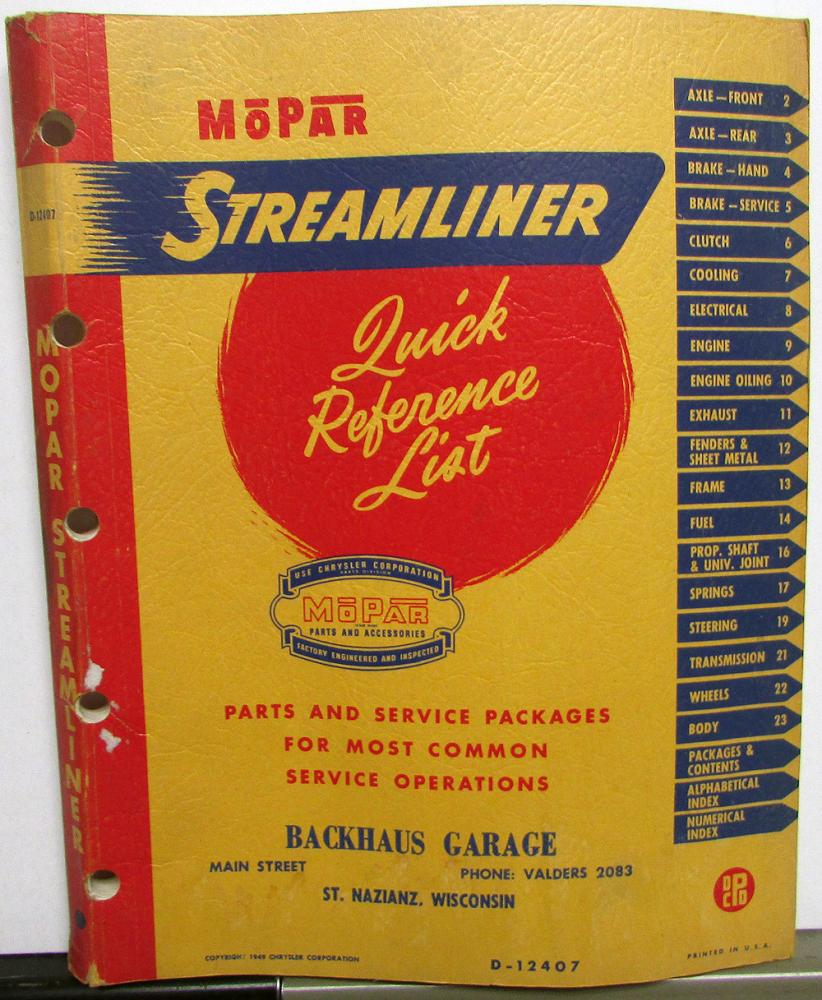 MOPAR
STREAMLINER
Quick
Reference
List
USE CHRYSLER CORPORATION
PARTS DIVISION
MOPAR
PARTS AND ACCESSORIES
FACTORY ENGINEERED AND INSPECTED
PARTS AND SERVICE PACKAGES
FOR MOST COMMON
SERVICE OPERATIONS
BACKHAUS GARAGE
MAIN STREET PHONE: VALDERS 2083
ST. NAZIANZ, WISCONSIN
COPYRIGHT 1949 CHRYSLER CORPORATION
D-12407
PRINTED IN U.S.A.
AXLE—FRONT 2
AXLE—REAR 3
BRAKE—HAND 4
BRAKE—SERVICE 5
CLUTCH 6
COOLING 7
ELECTRICAL 8
ENGINE 9
ENGINE OILING 10
EXHAUST 11
FENDERS &
SHEET METAL 12
FRAME 13
FUEL 14
PROP. SHAFT
& UNIV. JOINT 16
SPRINGS 17
STEERING 19
TRANSMISSION 21
WHEELS 22
BODY 23
PACKAGES &
CONTENTS
ALPHABETICAL
INDEX
NUMERICAL
INDEX
DPCD
D-12407
MOPAR STREAMLINER